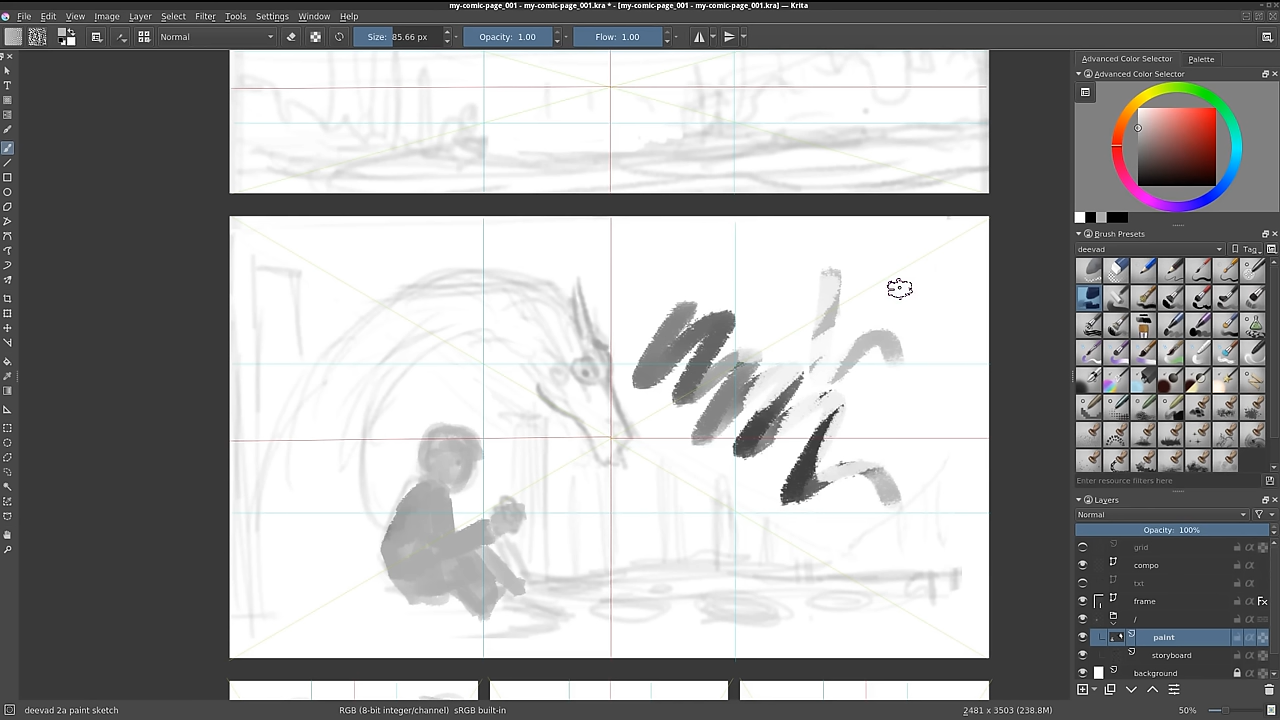 my-comic-page_001 - my-comic-page_001.kra * - [my-comic-page_001 - my-comic-page_001.kra] — Krita
File Edit View Image Layer Select Filter Tools Settings Window Help
Normal Size: 85.66 px Opacity: 1.00 Flow: 1.00
Advanced Color Selector Palette
Advanced Color Selector
Brush Presets
deevad Tag
Enter resource filters here
Layers
Normal
Opacity: 100%
grid
compo
txt
frame Fx
/
paint
storyboard
background
deevad 2a paint sketch RGB (8-bit integer/channel) sRGB built-in 2481 x 3503 (238.8M) 50%